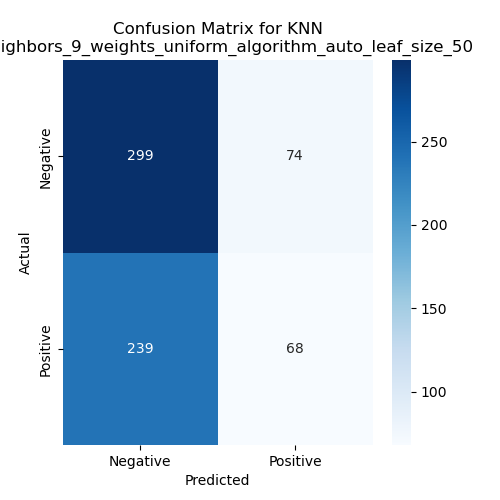 Confusion Matrix for KNN
ighbors_9_weights_uniform_algorithm_auto_leaf_size_50
Actual
Negative
299
74
Positive
239
68
Negative
Positive
Predicted
250
200
150
100